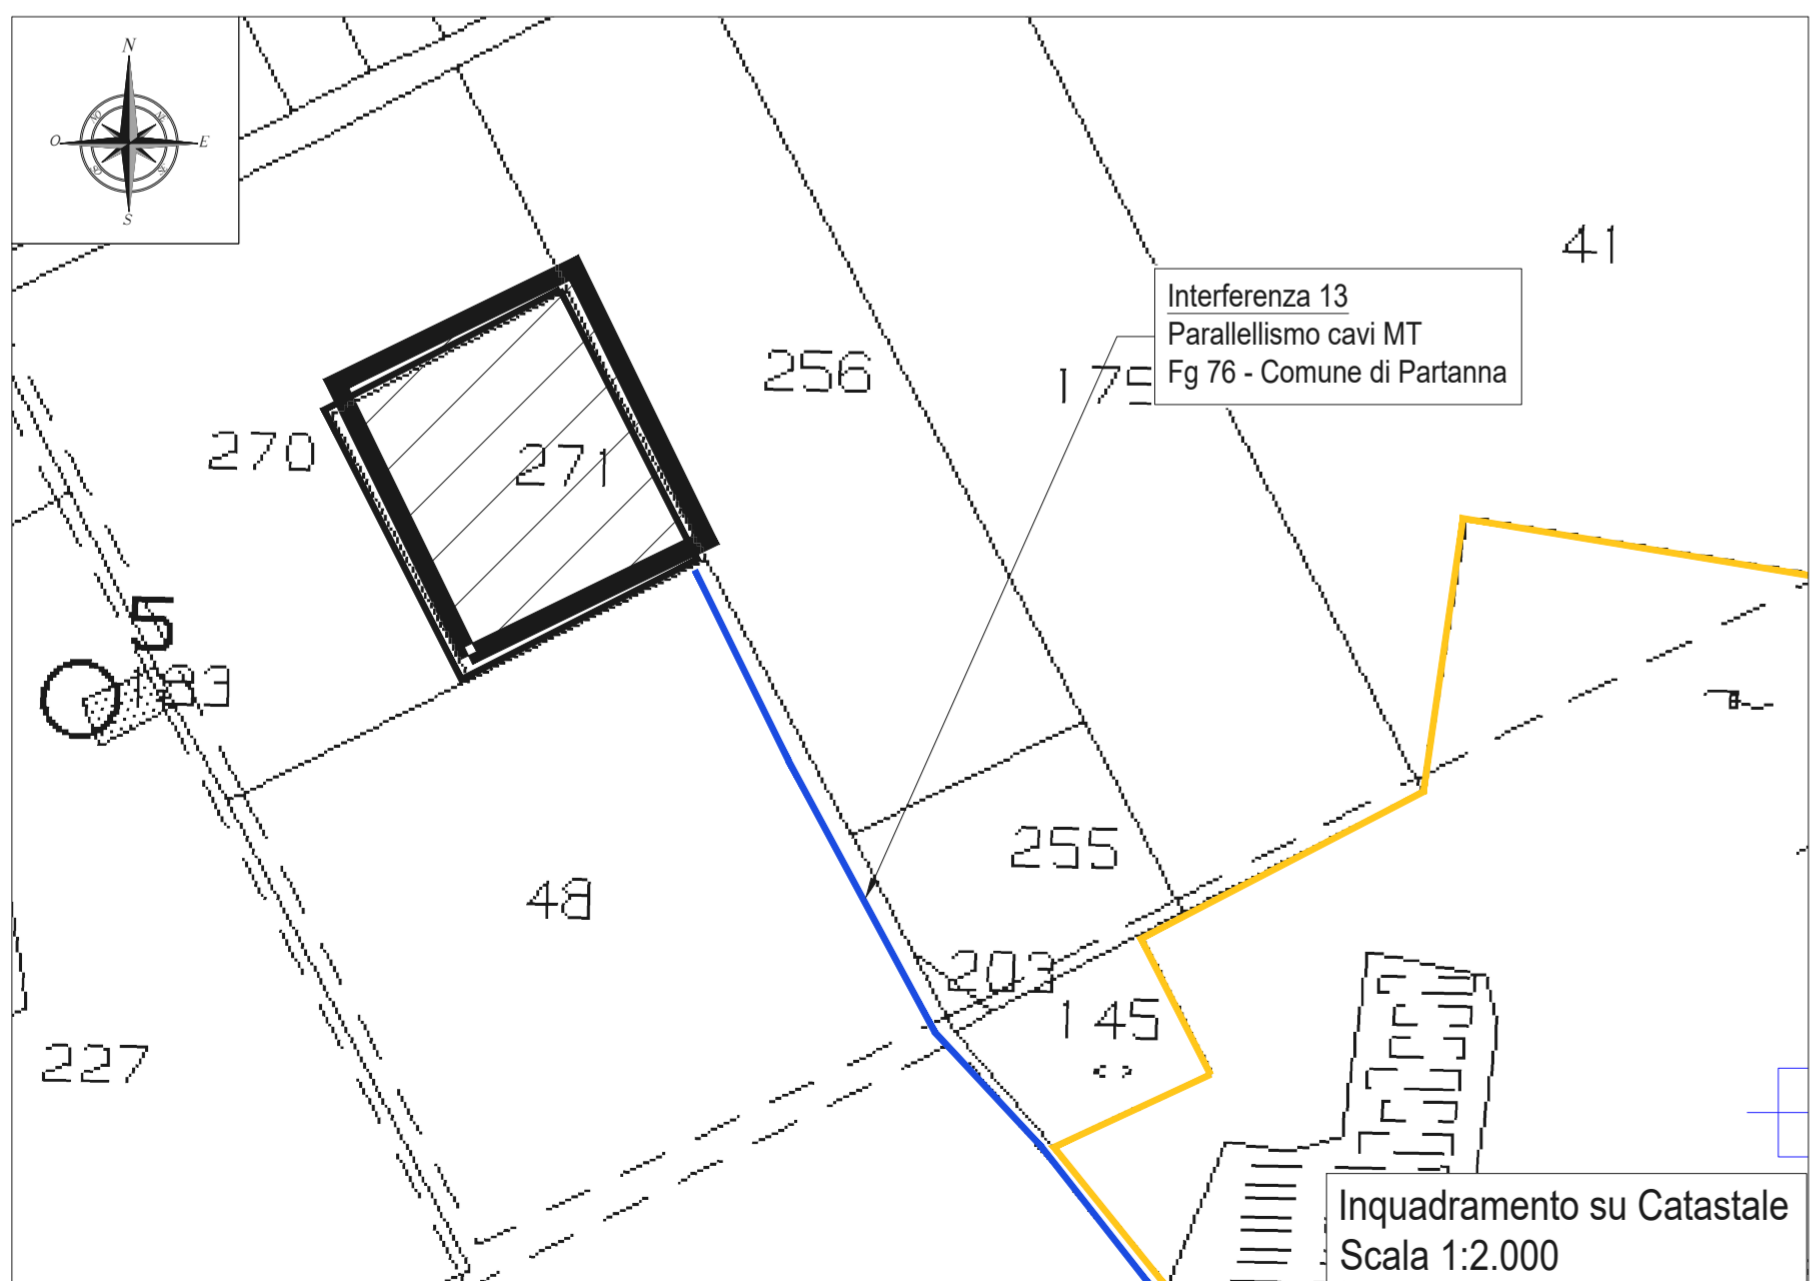 N
O
E
S
41
Interferenza 13
Parallellismo cavi MT
Fg 76 - Comune di Partanna
256
175
270
271
5
183
255
48
203
145
227
Inquadramento su Catastale
Scala 1:2.000